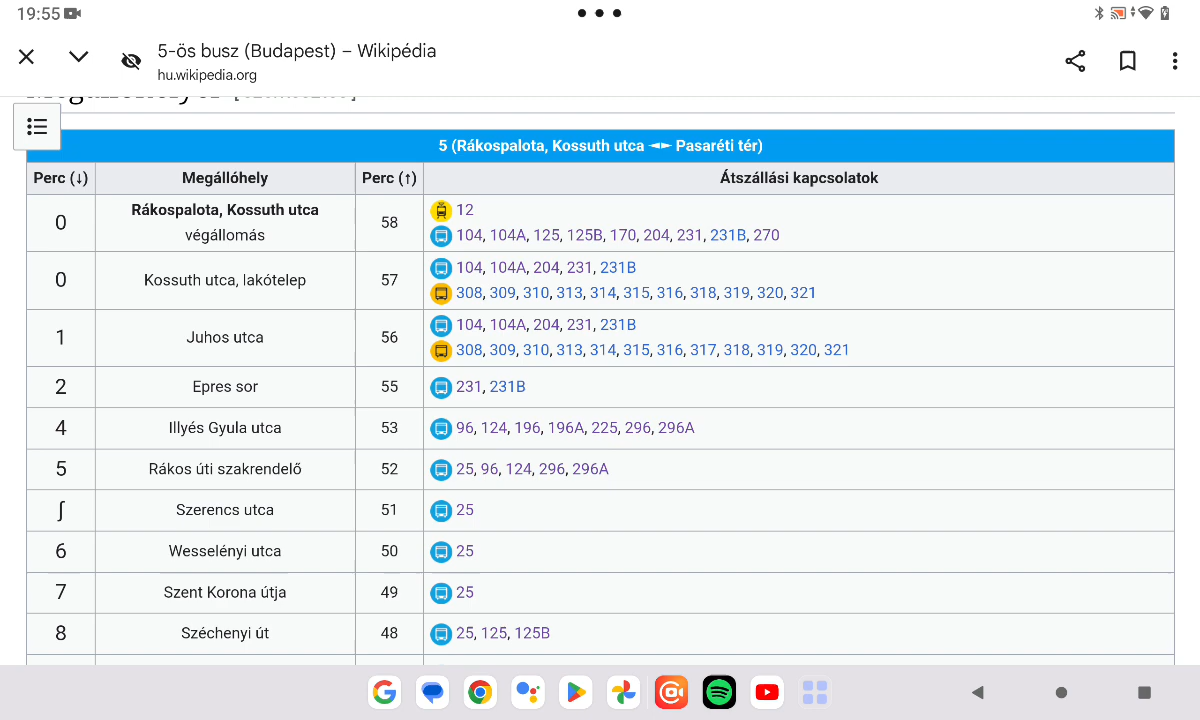 19:55
5-ös busz (Budapest) – Wikipédia
hu.wikipedia.org
5 (Rákospalota, Kossuth utca ◄► Pasaréti tér)
Perc (↓) Megállóhely Perc (↑) Átszállási kapcsolatok
0 Rákospalota, Kossuth utca végállomás 58 12
104, 104A, 125, 125B, 170, 204, 231, 231B, 270
0 Kossuth utca, lakótelep 57 104, 104A, 204, 231, 231B
308, 309, 310, 313, 314, 315, 316, 318, 319, 320, 321
1 Juhos utca 56 104, 104A, 204, 231, 231B
308, 309, 310, 313, 314, 315, 316, 317, 318, 319, 320, 321
2 Epres sor 55 231, 231B
4 Illyés Gyula utca 53 96, 124, 196, 196A, 225, 296, 296A
5 Rákos úti szakrendelő 52 25, 96, 124, 296, 296A
∫ Szerencs utca 51 25
6 Wesselényi utca 50 25
7 Szent Korona útja 49 25
8 Széchenyi út 48 25, 125, 125B